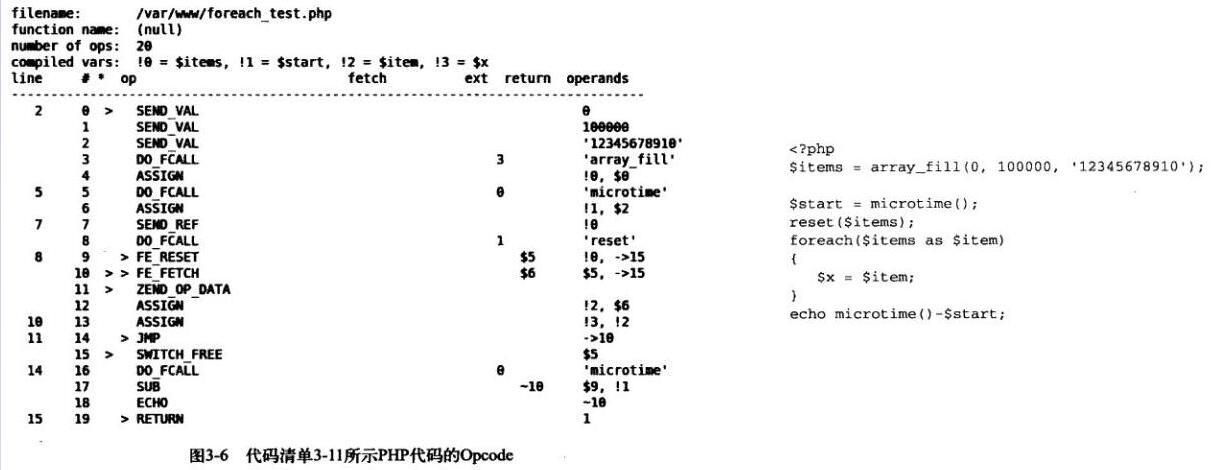 filename:       /var/www/foreach_test.php
function name:  (null)
number of ops:  20
compiled vars:  !0 = $items, !1 = $start, !2 = $item, !3 = $x
line     # *  op                           fetch          ext  return  operands
---------------------------------------------------------------------------------
   2     0  >   SEND_VAL                                                 0
         1      SEND_VAL                                                 100000
         2      SEND_VAL                                                 '12345678910'
         3      DO_FCALL                                      3          'array_fill'
         4      ASSIGN                                                   !0, $0
   5     5      DO_FCALL                                      0          'microtime'
         6      ASSIGN                                                   !1, $2
   7     7      SEND_REF                                                 !0
         8      DO_FCALL                                      1          'reset'
   8     9    > FE_RESET                                         $5      !0, ->15
        10  > > FE_FETCH                                         $6      $5, ->15
        11  >   ZEND_OP_DATA
        12      ASSIGN                                                   !2, $6
  10    13      ASSIGN                                                   !3, !2
  11    14    > JMP                                                      ->10
        15  >   SWITCH_FREE                                              $5
  14    16      DO_FCALL                                      0          'microtime'
        17      SUB                                              ~10     $9, !1
        18      ECHO                                                     ~10
  15    19    > RETURN                                                   1
图3-6 代码清单3-11所示PHP代码的Opcode
<?php
$items = array_fill(0, 100000, '12345678910');
$start = microtime();
reset($items);
foreach($items as $item)
{
   $x = $item;
}
echo microtime()-$start;